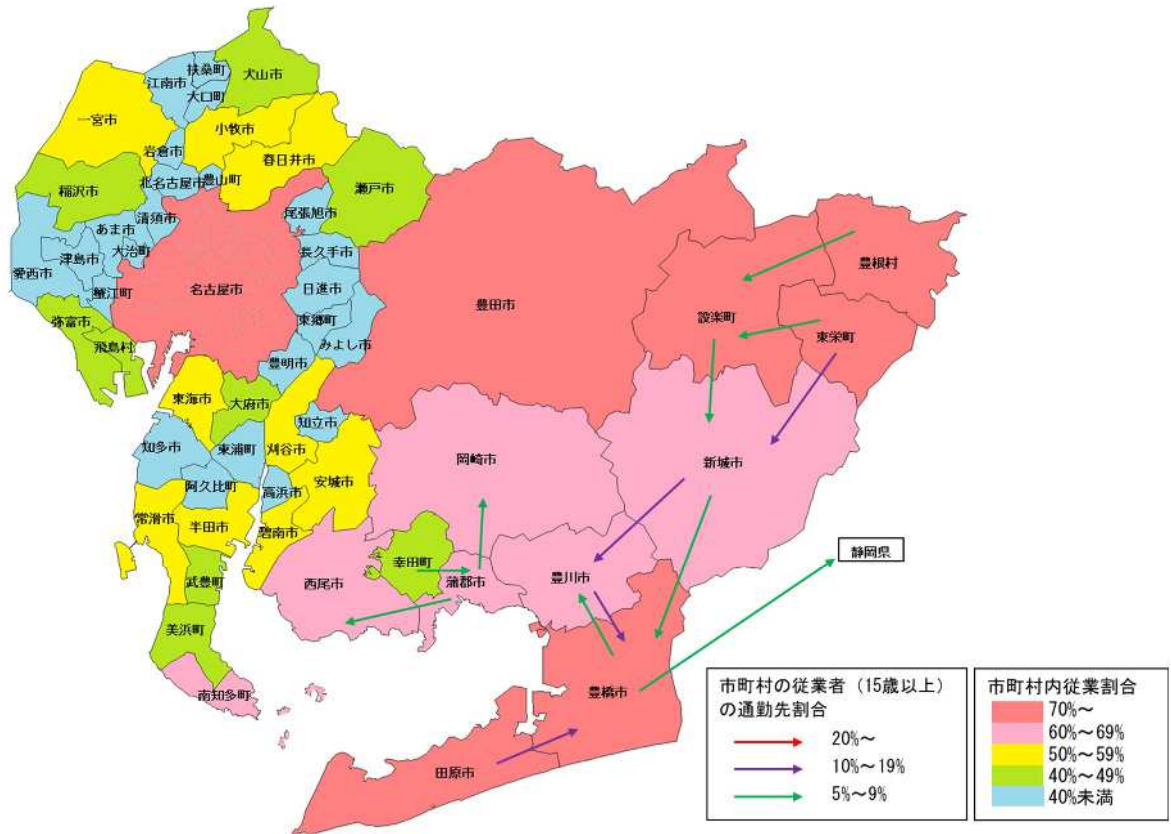 扶桑町
犬山市
江南市
大口町
一宮市
小牧市
岩倉市
春日井市
北名古屋市
豊山町
瀬戸市
稲沢市
清須市
尾張旭市
あま市
大治町
津島市
長久手市
愛西市
蟹江町
名古屋市
日進市
豊田市
豊根村
設楽町
東栄町
弥富市
東郷町
飛島村
みよし市
豊明市
東海市
大府市
知立市
知多市
東浦町
刈谷市
岡崎市
新城市
阿久比町
高浜市
安城市
常滑市
半田市
碧南市
静岡県
幸田町
西尾市
蒲郡市
豊川市
武豊町
美浜町
南知多町
豊橋市
田原市
市町村の従業者（15歳以上）
の通勤先割合
20%～
10%～19%
5%～9%
市町村内従業割合
70%～
60%～69%
50%～59%
40%～49%
40%未満